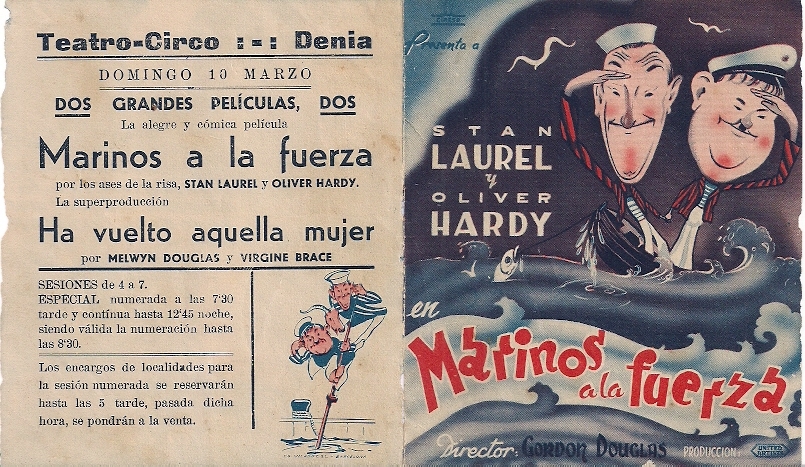 Teatro-Circo :-: Denia
DOMINGO 10 MARZO
DOS GRANDES PELÍCULAS, DOS
La alegre y cómica película
Marinos a la fuerza
por los ases de la risa, STAN LAUREL y OLIVER HARDY.
La superproducción
Ha vuelto aquella mujer
por MELWYN DOUGLAS y VIRGINE BRACE
SESIONES de 4 a 7.
ESPECIAL numerada a las 7'30
tarde y contínua hasta 12'45 noche,
siendo válida la numeración hasta
las 8'30.
Los encargos de localidades para
la sesión numerada se reservarán
hasta las 5 tarde, pasada dicha
hora, se pondrán a la venta.
Presenta a
STAN
LAUREL
y
OLIVER
HARDY
en
Marinos
a la fuerza
Director: GORDON DOUGLAS PRODUCCION: